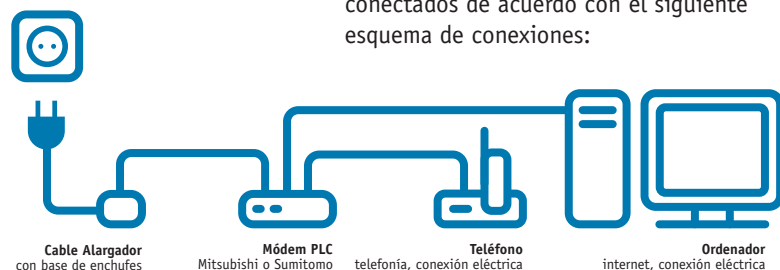 conectados de acuerdo con el siguiente
esquema de conexiones:
Cable Alargador
con base de enchufes
Módem PLC
Mitsubishi o Sumitomo
Teléfono
telefonía, conexión eléctrica
Ordenador
internet, conexión eléctrica